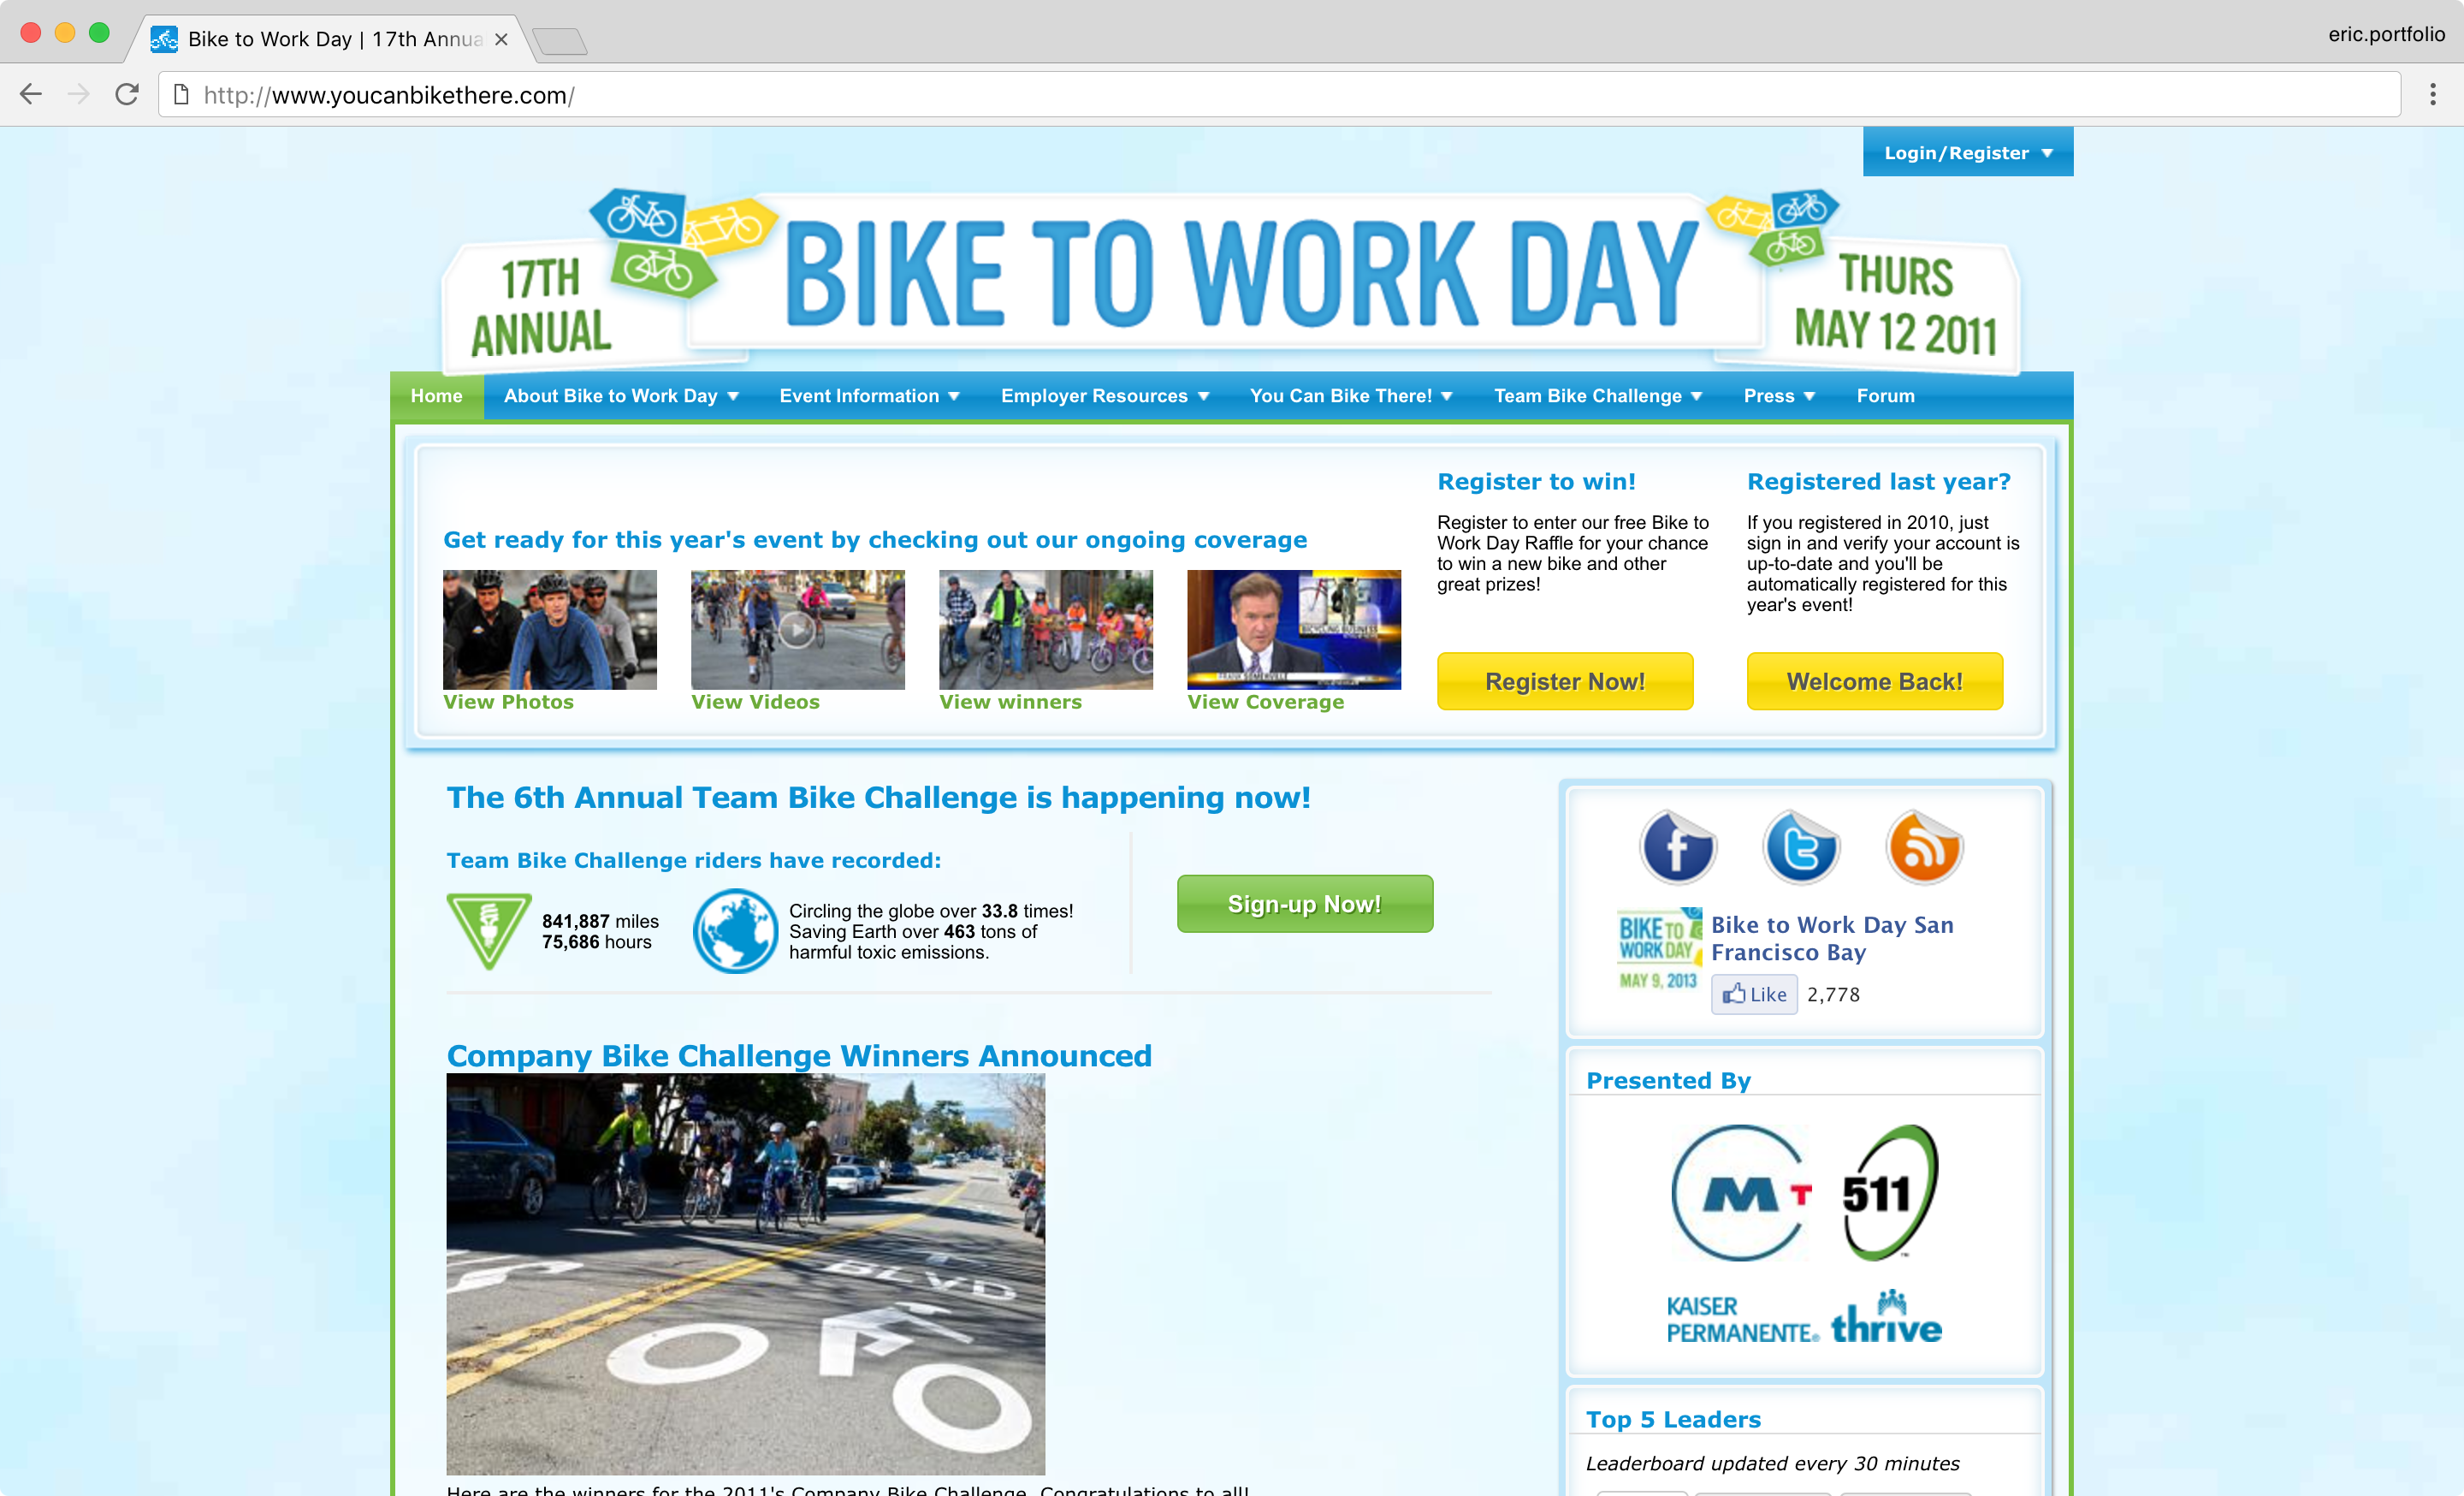 Bike to Work Day | 17th Annua
eric.portfolio
http://www.youcanbikethere.com/
Login/Register
17TH
ANNUAL
BIKE TO WORK DAY
THURS
MAY 12 2011
Home
About Bike to Work Day
Event Information
Employer Resources
You Can Bike There!
Team Bike Challenge
Press
Forum
Get ready for this year's event by checking out our ongoing coverage
View Photos
View Videos
View winners
BICYCLING BUSINESS
FRANK SOMERVILLE
View Coverage
Register to win!
Register to enter our free Bike to
Work Day Raffle for your chance
to win a new bike and other
great prizes!
Register Now!
Registered last year?
If you registered in 2010, just
sign in and verify your account is
up-to-date and you'll be
automatically registered for this
year's event!
Welcome Back!
The 6th Annual Team Bike Challenge is happening now!
Team Bike Challenge riders have recorded:
841,887 miles
75,686 hours
Circling the globe over 33.8 times!
Saving Earth over 463 tons of
harmful toxic emissions.
Sign-up Now!
Company Bike Challenge Winners Announced
BLVD
Here are the winners for the 2011's Company Bike Challenge. Congratulations to all!
BIKE TO
WORK DAY
MAY 9, 2013
Bike to Work Day San
Francisco Bay
Like
2,778
Presented By
M T
511
KAISER
PERMANENTE®
thrive
Top 5 Leaders
Leaderboard updated every 30 minutes